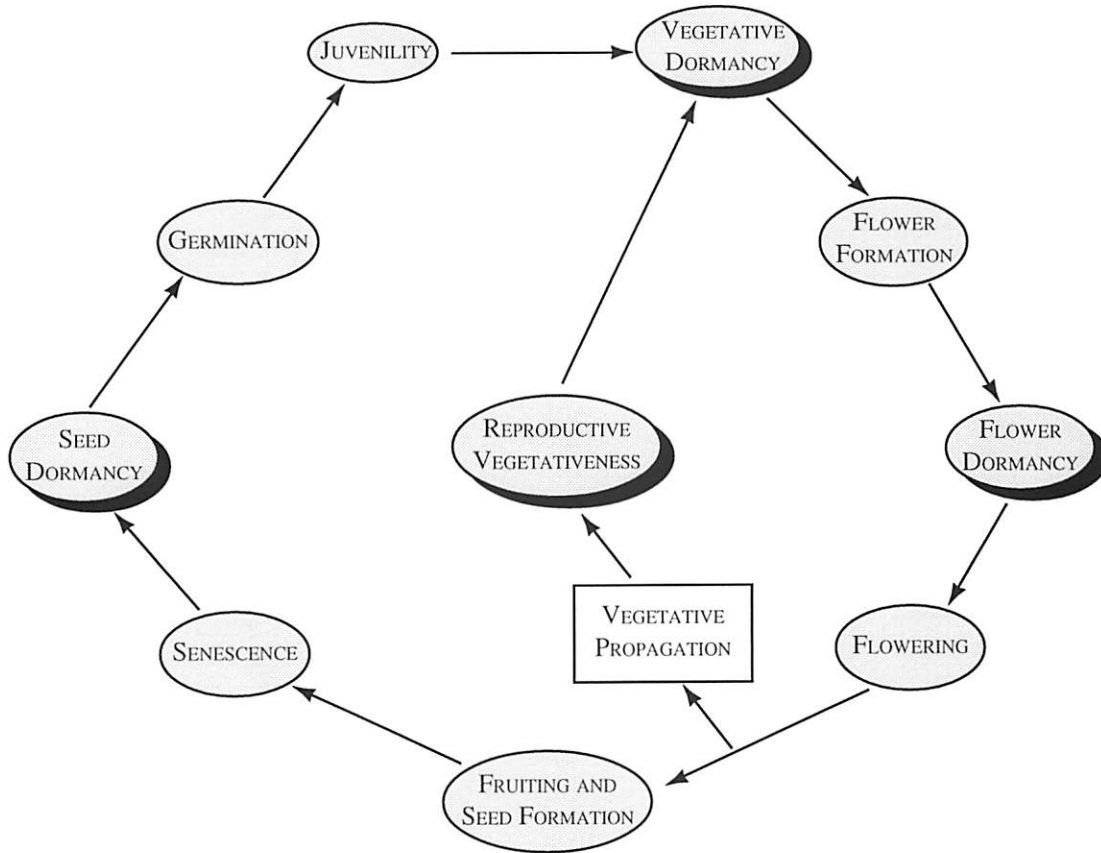 JUVENILITY
VEGETATIVE
DORMANCY
GERMINATION
FLOWER
FORMATION
SEED
DORMANCY
REPRODUCTIVE
VEGETATIVENESS
FLOWER
DORMANCY
VEGETATIVE
PROPAGATION
SENESCENCE
FLOWERING
FRUITING AND
SEED FORMATION